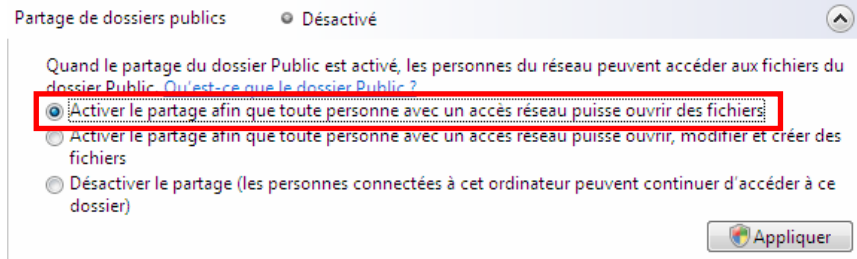 Partage de dossiers publics Désactivé
Quand le partage du dossier Public est activé, les personnes du réseau peuvent accéder aux fichiers du
dossier Public. Qu'est-ce que le dossier Public ?
Activer le partage afin que toute personne avec un accès réseau puisse ouvrir des fichiers
Activer le partage afin que toute personne avec un accès réseau puisse ouvrir, modifier et créer des
fichiers
Désactiver le partage (les personnes connectées à cet ordinateur peuvent continuer d'accéder à ce
dossier)
Appliquer